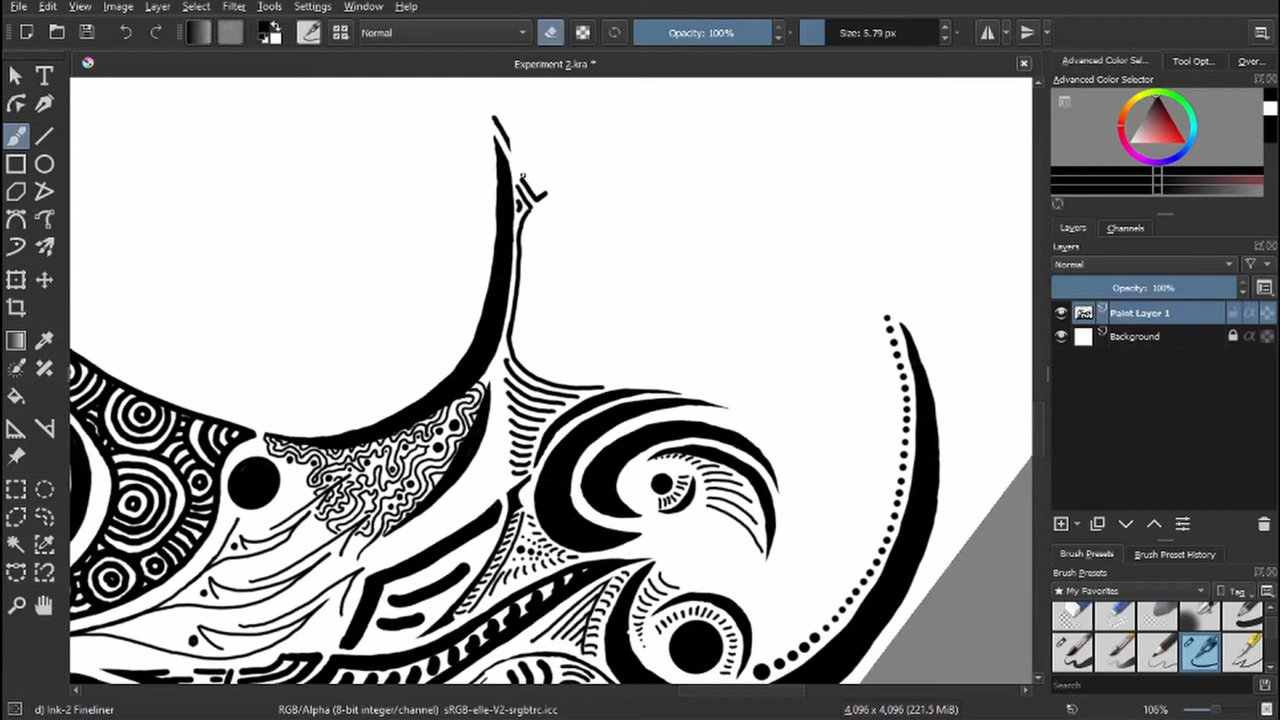 File Edit View Image Layer Select Filter Tools Settings Window Help
Normal Opacity: 100% Size: 5.79 px
Experiment 2.kra *
Advanced Color Sel... Tool Opt... Over...
Advanced Color Selector
Layers Channels
Layers
Normal
Opacity: 100%
Paint Layer 1
Background
Brush Presets Brush Preset History
Brush Presets
★ My Favorites Tag
Search
d) Ink-2 Fineliner RGB/Alpha (8-bit integer/channel) sRGB-elle-V2-srgbtrc.icc 4,096 x 4,096 (221.5 MiB) 106%